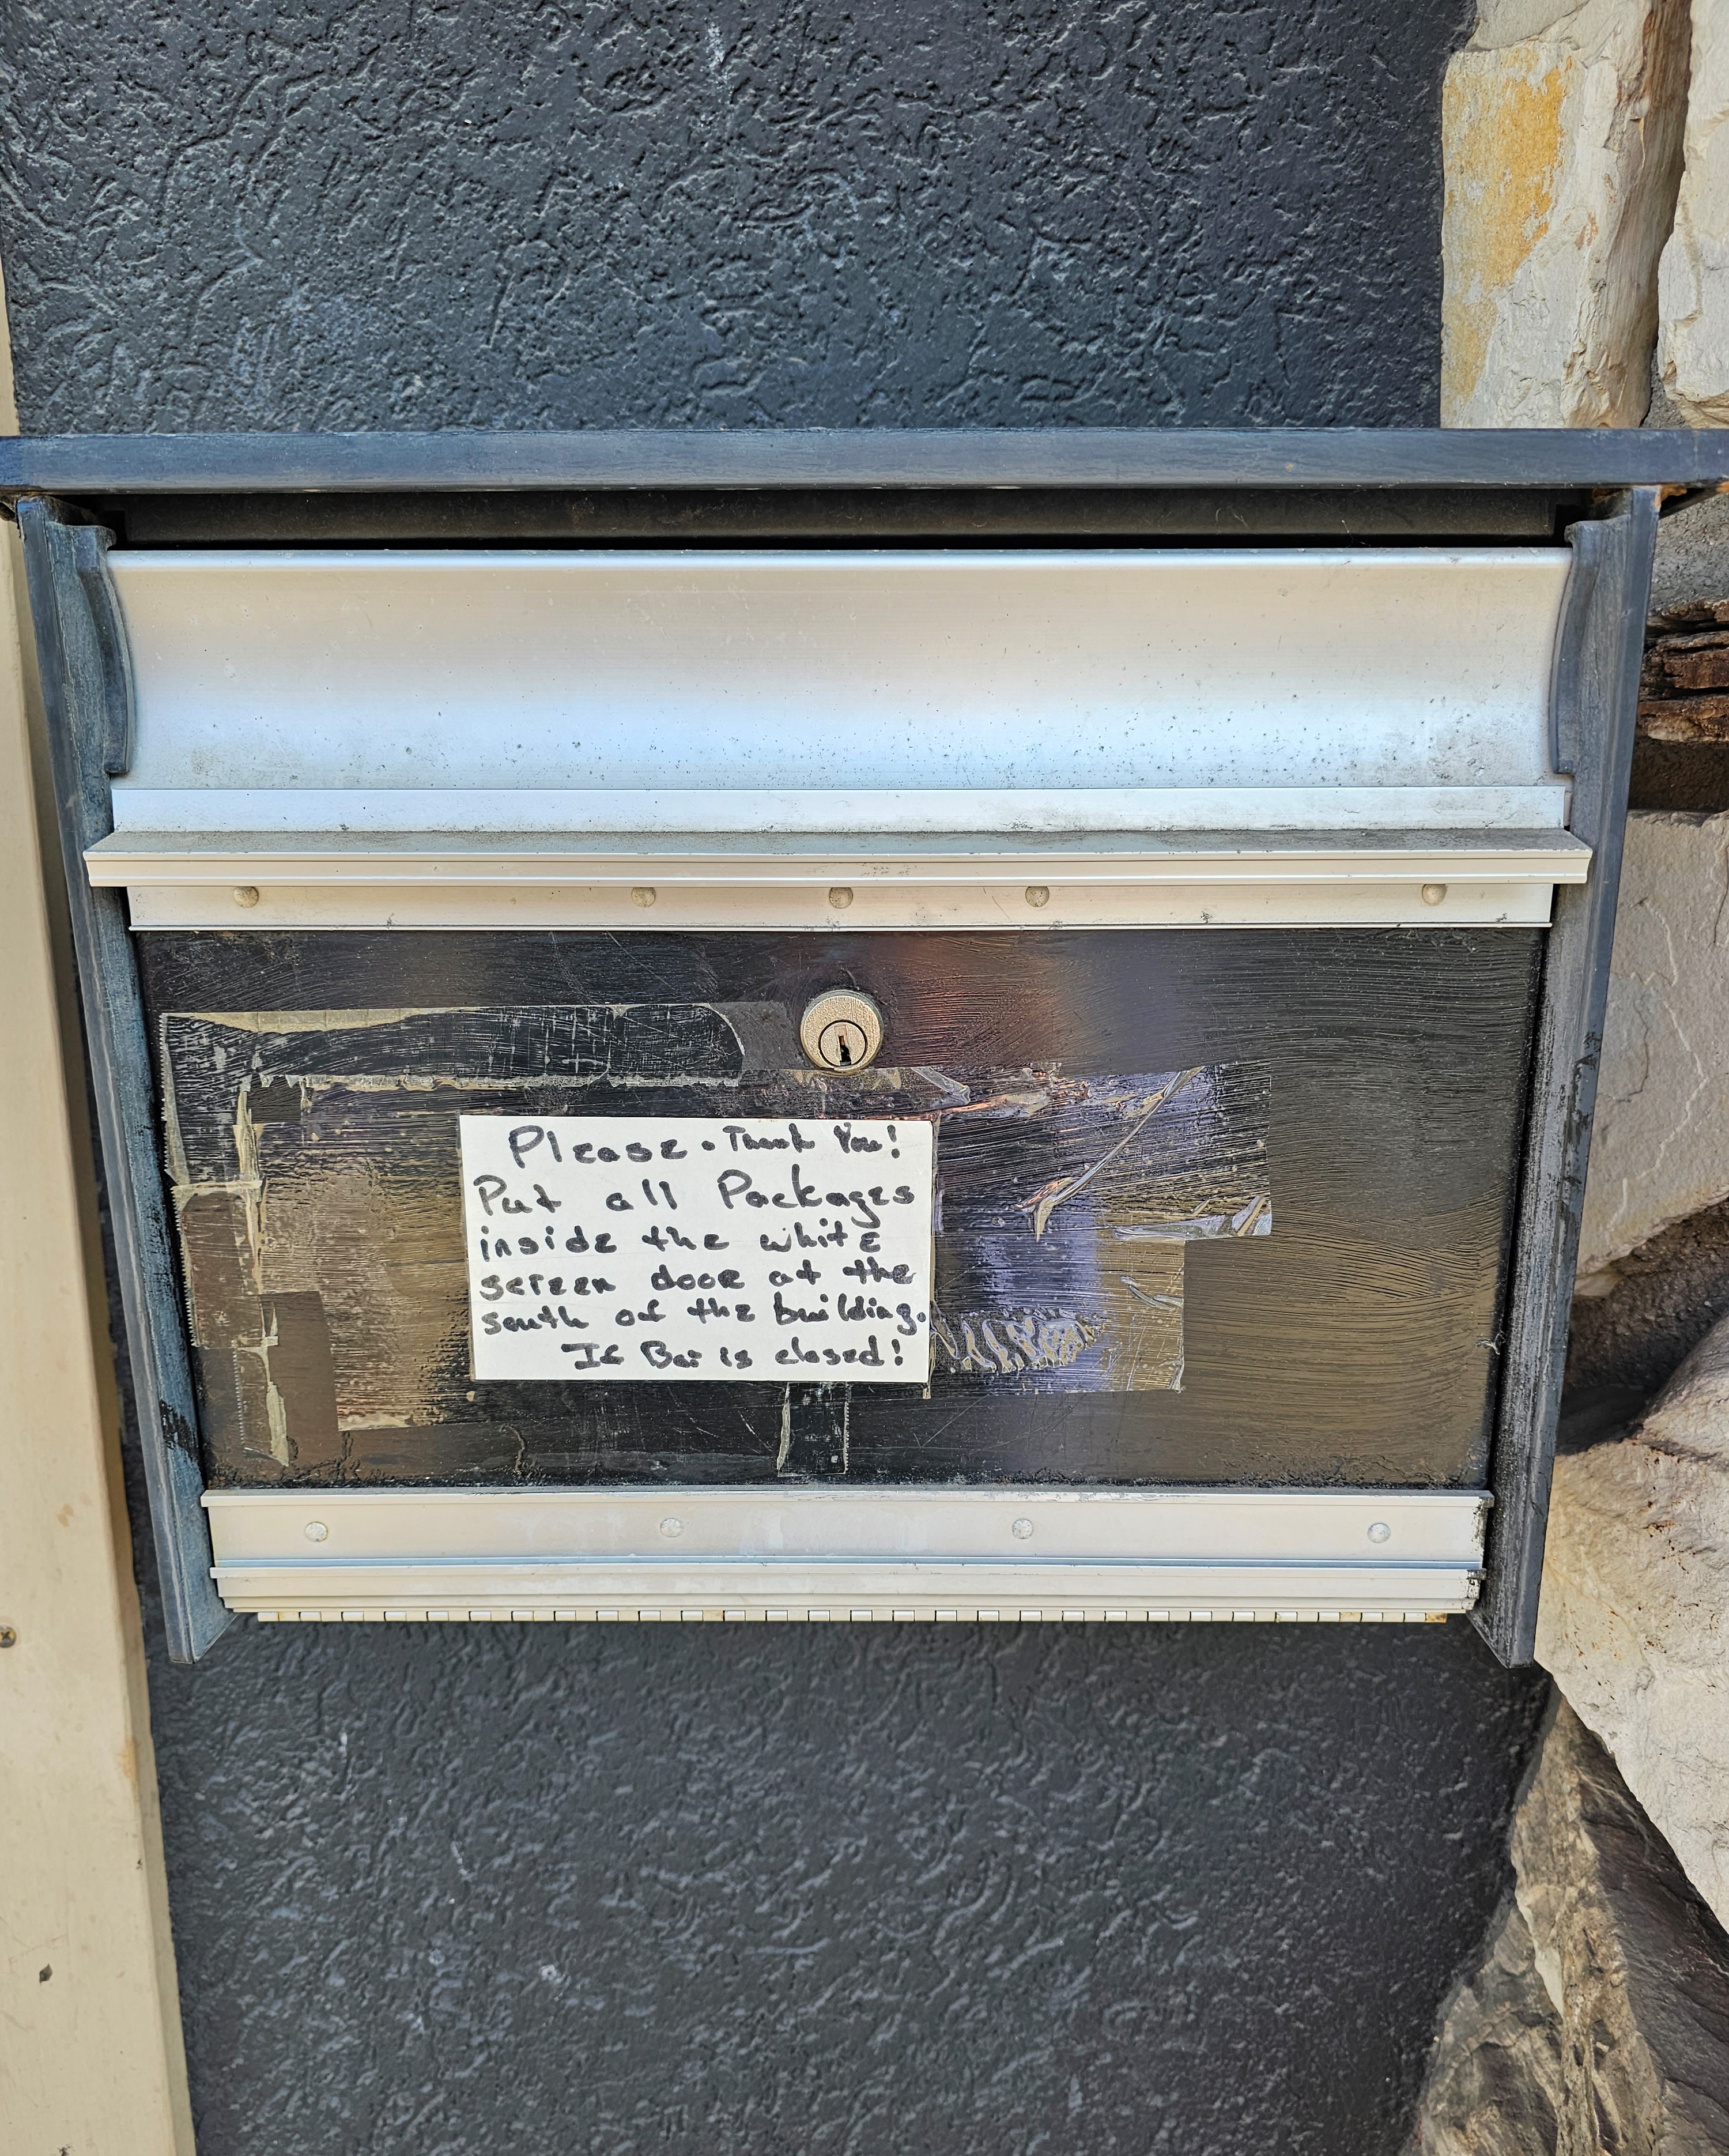 Please. Thank You!
Put all Packages
inside the white
screen door at the
south of the building.
If Bar is closed!